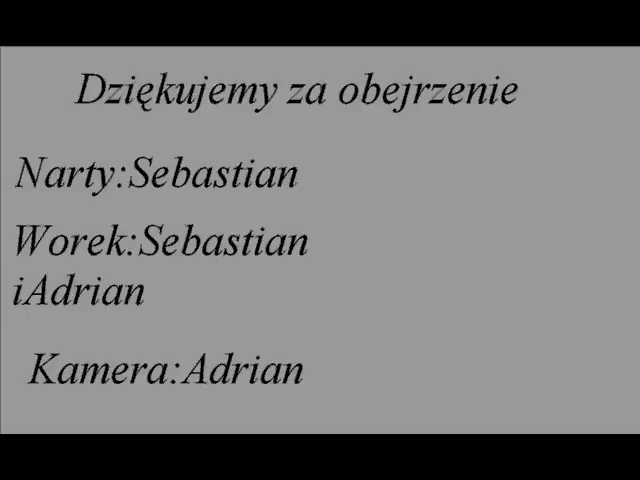 Dziękujemy za obejrzenie
Narty:Sebastian
Worek:Sebastian
iAdrian
Kamera:Adrian